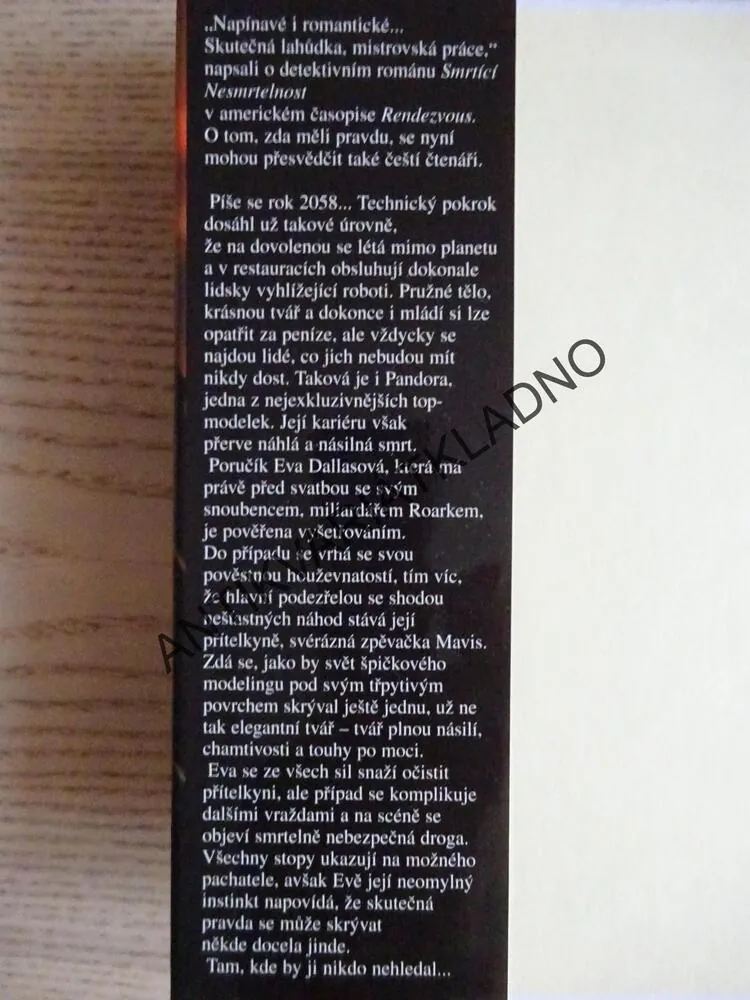 „Napínavé i romantické...
Skutečná lahůdka, mistrovská práce,“
napsali o detektivním románu Smrtící
Nesmrtelnost
v americkém časopise Rendezvous.
O tom, zda měli pravdu, se nyní
mohou přesvědčit také čeští čtenáři.
Píše se rok 2058... Technický pokrok
dosáhl už takové úrovně,
že na dovolenou se létá mimo planetu
a v restauracích obsluhují dokonale
lidsky vyhlížející roboti. Pružné tělo,
krásnou tvář a dokonce i mládí si lze
opatřit za peníze, ale vždycky se
najdou lidé, co jich nebudou mít
nikdy dost. Taková je i Pandora,
jedna z nejexkluzivnějších top-
modelek. Její kariéru však
přerve náhlá a násilná smrt.
Poručík Eva Dallasová, která má
právě před svatbou se svým
snoubencem, miliardářem Roarkem,
je pověřena vyšetřováním.
Do případu se vrhá se svou
pověstnou houževnatostí, tím víc,
že hlavní podezřelou se shodou
nešťastných náhod stává její
přítelkyně, svérázná zpěvačka Mavis.
Zdá se, jako by svět špičkového
modelingu pod svým třpytivým
povrchem skrýval ještě jednu, už ne
tak elegantní tvář – tvář plnou násilí,
chamtivosti a touhy po moci.
Eva se ze všech sil snaží očistit
přítelkyni, ale případ se komplikuje
dalšími vraždami a na scéně se
objeví smrtelně nebezpečná droga.
Všechny stopy ukazují na možného
pachatele, avšak Evě její neomylný
instinkt napovídá, že skutečná
pravda se může skrývat
někde docela jinde.
Tam, kde by ji nikdo nehledal...
ANTIKVARIÁTKLADNO